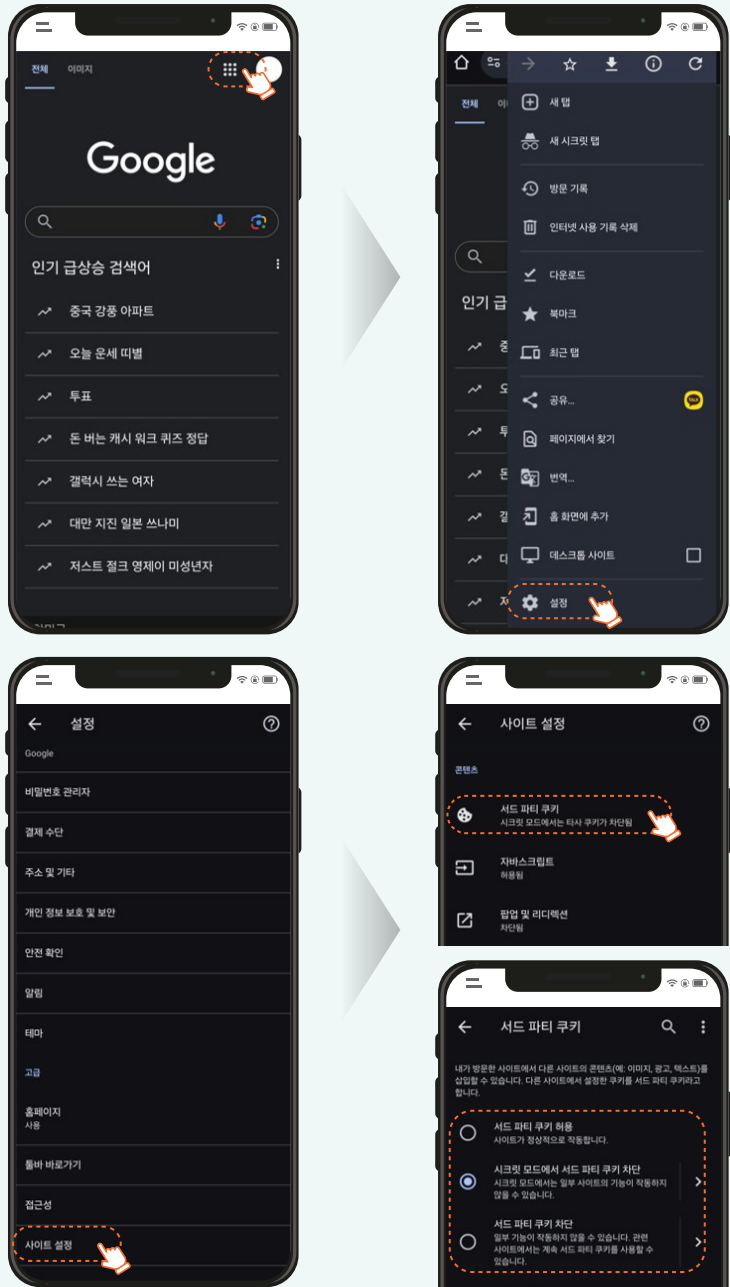 전체 이미지
Google
인기 급상승 검색어
중국 강풍 아파트
오늘 운세 띠별
투표
돈 버는 캐시 워크 퀴즈 정답
갤럭시 쓰는 여자
대만 지진 일본 쓰나미
저스트 절크 영제이 미성년자
전체 이미
인기 급
중
오
투
돈
갤
대
저
새 탭
새 시크릿 탭
방문 기록
인터넷 사용 기록 삭제
다운로드
북마크
최근 탭
공유...
TALK
페이지에서 찾기
번역...
홈 화면에 추가
데스크톱 사이트
설정
설정
Google
비밀번호 관리자
결제 수단
주소 및 기타
개인 정보 보호 및 보안
안전 확인
알림
테마
고급
홈페이지
사용
툴바 바로가기
접근성
사이트 설정
사이트 설정
콘텐츠
서드 파티 쿠키
시크릿 모드에서는 타사 쿠키가 차단됨
자바스크립트
허용됨
팝업 및 리디렉션
차단됨
서드 파티 쿠키
내가 방문한 사이트에서 다른 사이트의 콘텐츠(예: 이미지, 광고, 텍스트)를
삽입할 수 있습니다. 다른 사이트에서 설정한 쿠키를 서드 파티 쿠키라고
합니다.
서드 파티 쿠키 허용
사이트가 정상적으로 작동합니다.
시크릿 모드에서 서드 파티 쿠키 차단
시크릿 모드에서는 일부 사이트의 기능이 작동하지
않을 수 있습니다.
서드 파티 쿠키 차단
일부 기능이 작동하지 않을 수 있습니다. 관련
사이트에서는 계속 서드 파티 쿠키를 사용할 수
있습니다.